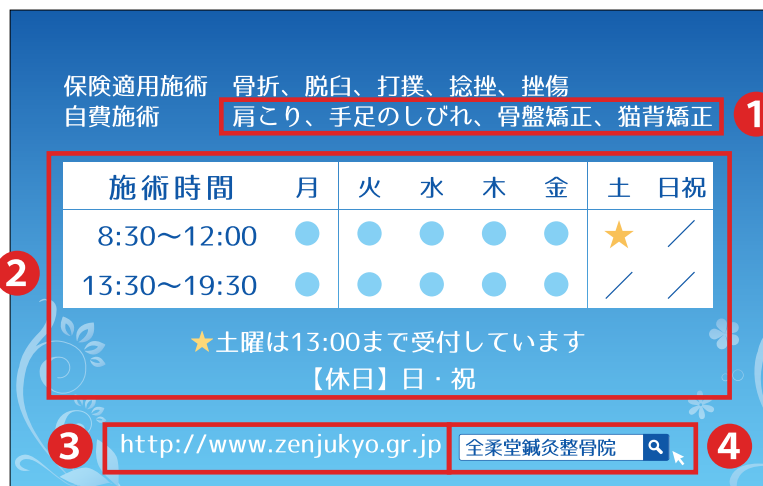 保険適用施術 骨折、脱臼、打撲、捻挫、挫傷
自費施術 肩こり、手足のしびれ、骨盤矯正、猫背矯正
1
施術時間 月 火 水 木 金 土 日祝
8:30〜12:00 ● ● ● ● ● ★ ／
13:30〜19:30 ● ● ● ● ● ／ ／
2
★土曜は13:00まで受付しています
【休日】日・祝
3 http://www.zenjukyo.gr.jp 全柔堂鍼灸整骨院 4